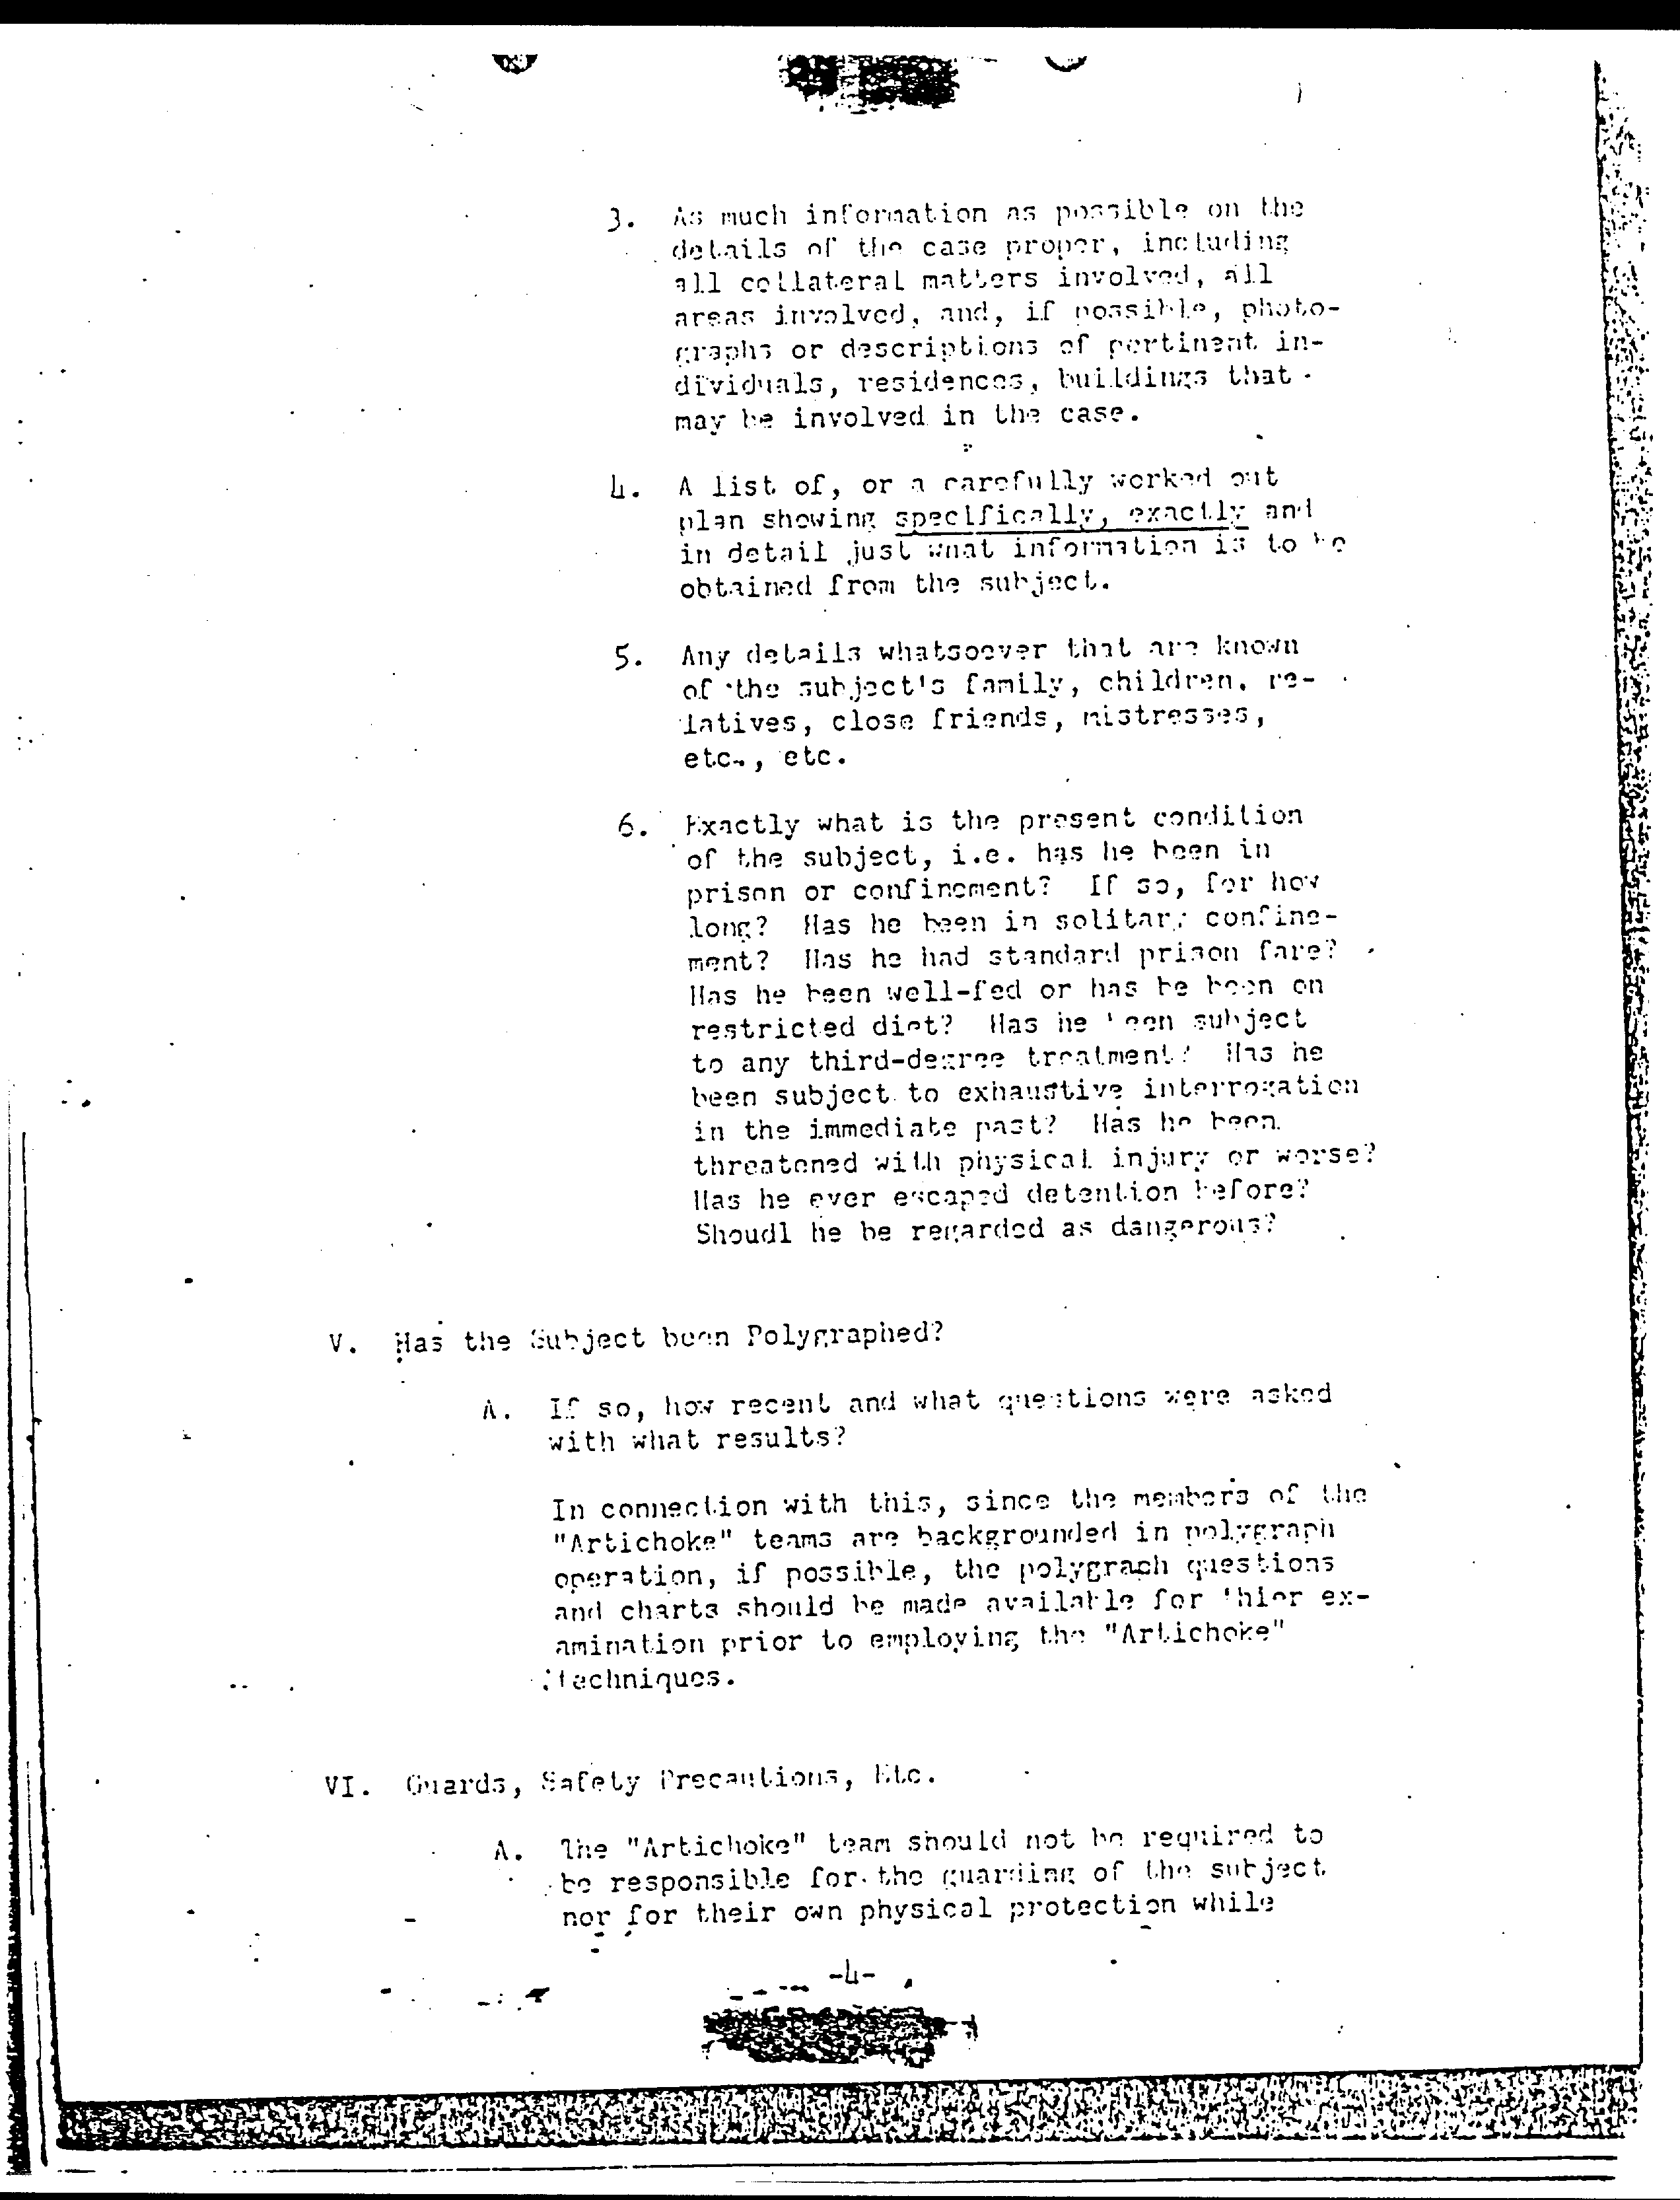 3. As much information as possible on the
details of the case proper, including
all collateral matters involved, all
areas involved, and, if possible, photo-
graphs or descriptions of pertinent in-
dividuals, residences, buildings that
may be involved in the case.
4. A list of, or a carefully worked out
plan showing specifically, exactly and
in detail just what information is to be
obtained from the subject.
5. Any details whatsoever that are known
of the subject's family, children, re-
latives, close friends, mistresses,
etc., etc.
6. Exactly what is the present condition
of the subject, i.e. has he been in
prison or confinement? If so, for how
long? Has he been in solitary confine-
ment? Has he had standard prison fare?
Has he been well-fed or has he been on
restricted diet? Has he been subject
to any third-degree treatment? Has he
been subject to exhaustive interrogation
in the immediate past? Has he been
threatened with physical injury or worse?
Has he ever escaped detention before?
Shoudl he be regarded as dangerous?
V. Has the Subject been Polygraphed?
A. If so, how recent and what questions were asked
with what results?
In connection with this, since the members of the
"Artichoke" teams are backgrounded in polygraph
operation, if possible, the polygraph questions
and charts should be made available for thier ex-
amination prior to employing the "Artichoke"
techniques.
VI. Guards, Safety Precautions, Etc.
A. The "Artichoke" team should not be required to
be responsible for the guarding of the subject
nor for their own physical protection while
-4-